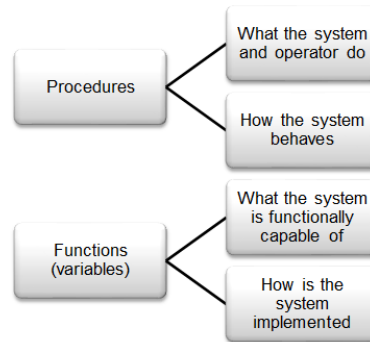 Procedures
What the system
and operator do
How the system
behaves
Functions
(variables)
What the system
is functionally
capable of
How is the
system
implemented